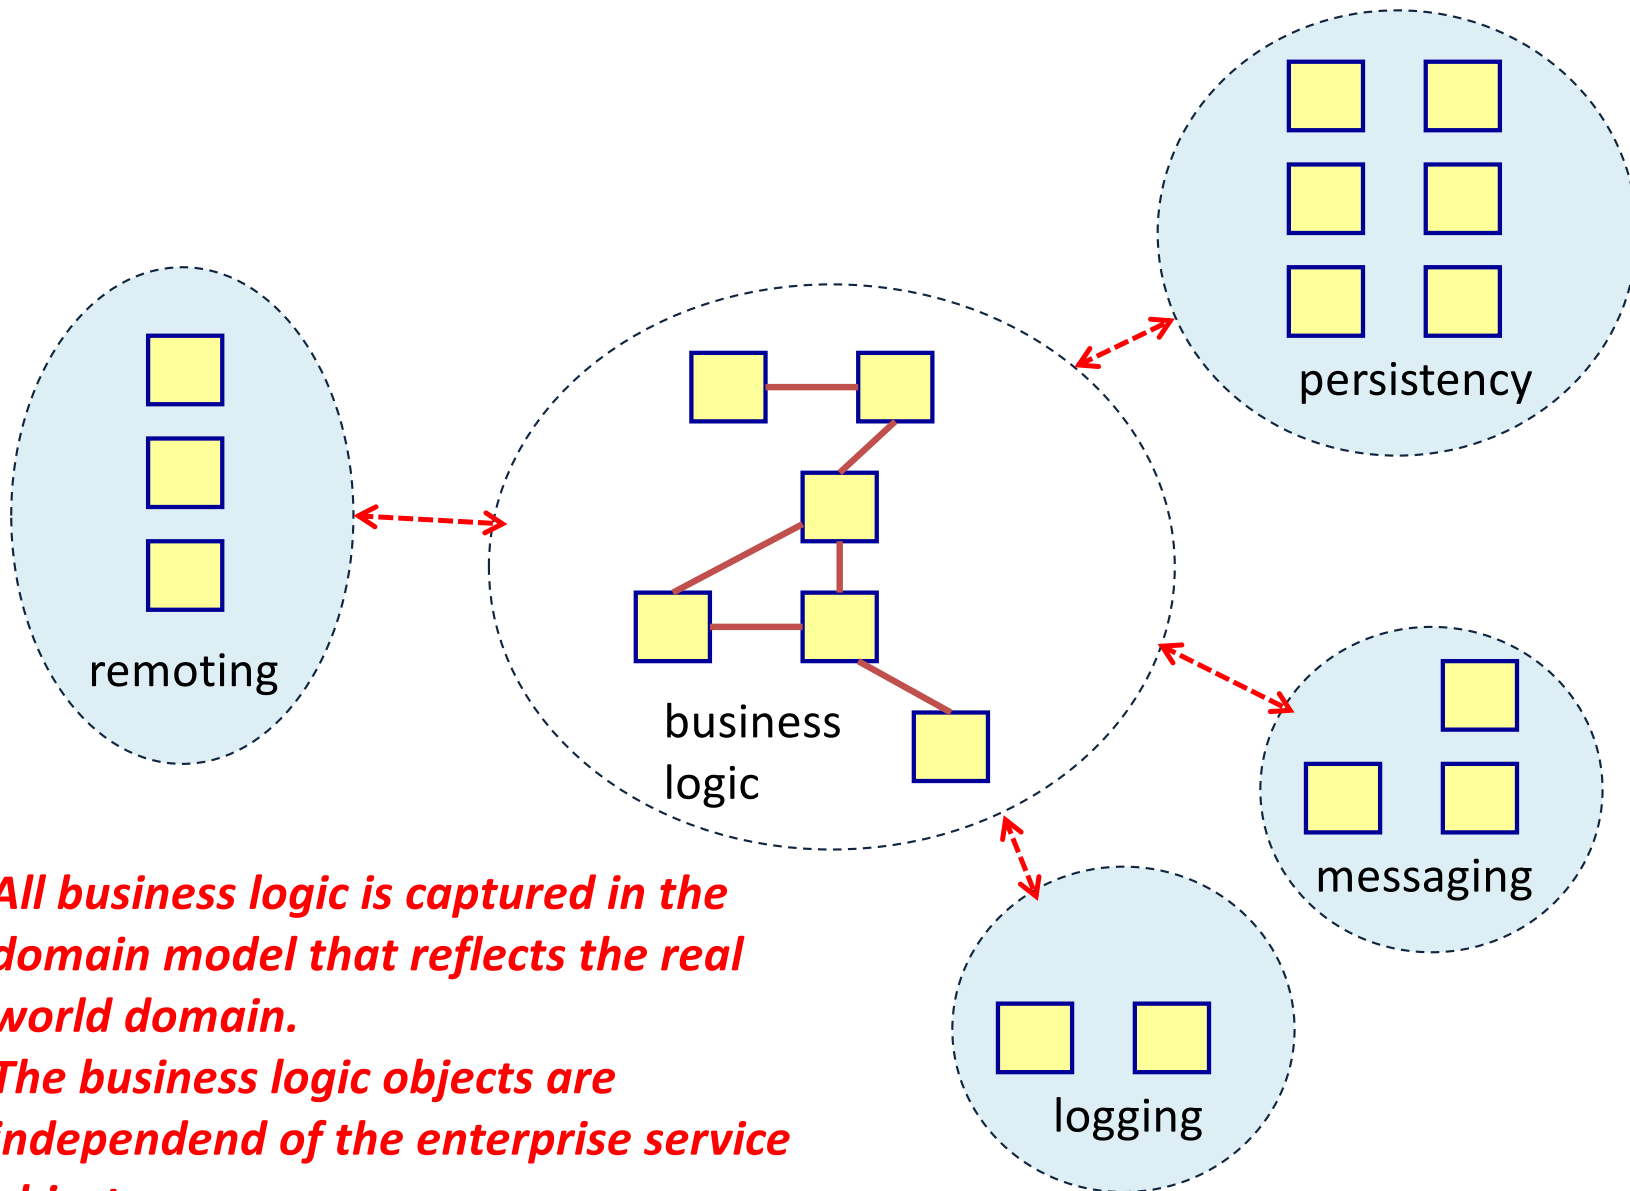 persistency
remoting
business
logic
messaging
All business logic is captured in the
domain model that reflects the real
world domain.
The business logic objects are
independend of the enterprise service
logging